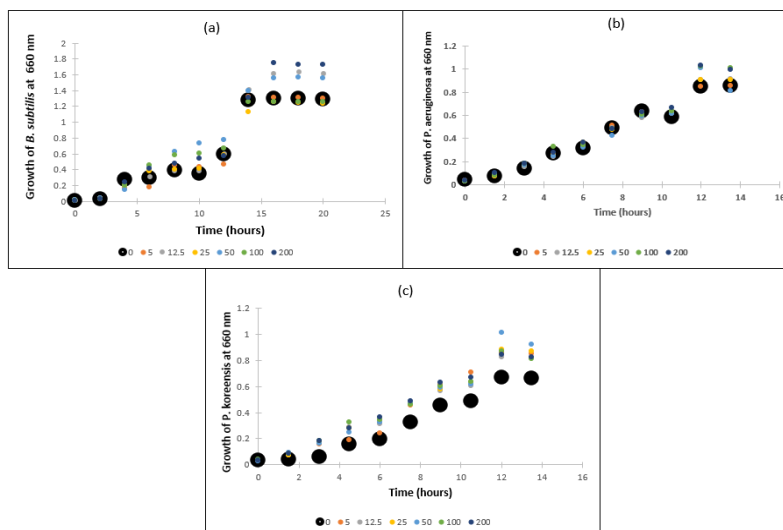 (a)
Growth of B. subtilis at 660 nm
2
1.8
1.6
1.4
1.2
1
0.8
0.6
0.4
0.2
0
0 5 10 15 20 25
Time (hours)
0 5 12.5 25 50 100 200
(b)
Growth of P. aeruginosa at 660 nm
1.2
1
0.8
0.6
0.4
0.2
0
0 2 4 6 8 10 12 14 16
Time (hours)
0 5 12.5 25 50 100 200
(c)
Growth of P. koreensis at 660 nm
1.2
1
0.8
0.6
0.4
0.2
0
0 2 4 6 8 10 12 14 16
Time (hours)
0 5 12.5 25 50 100 200